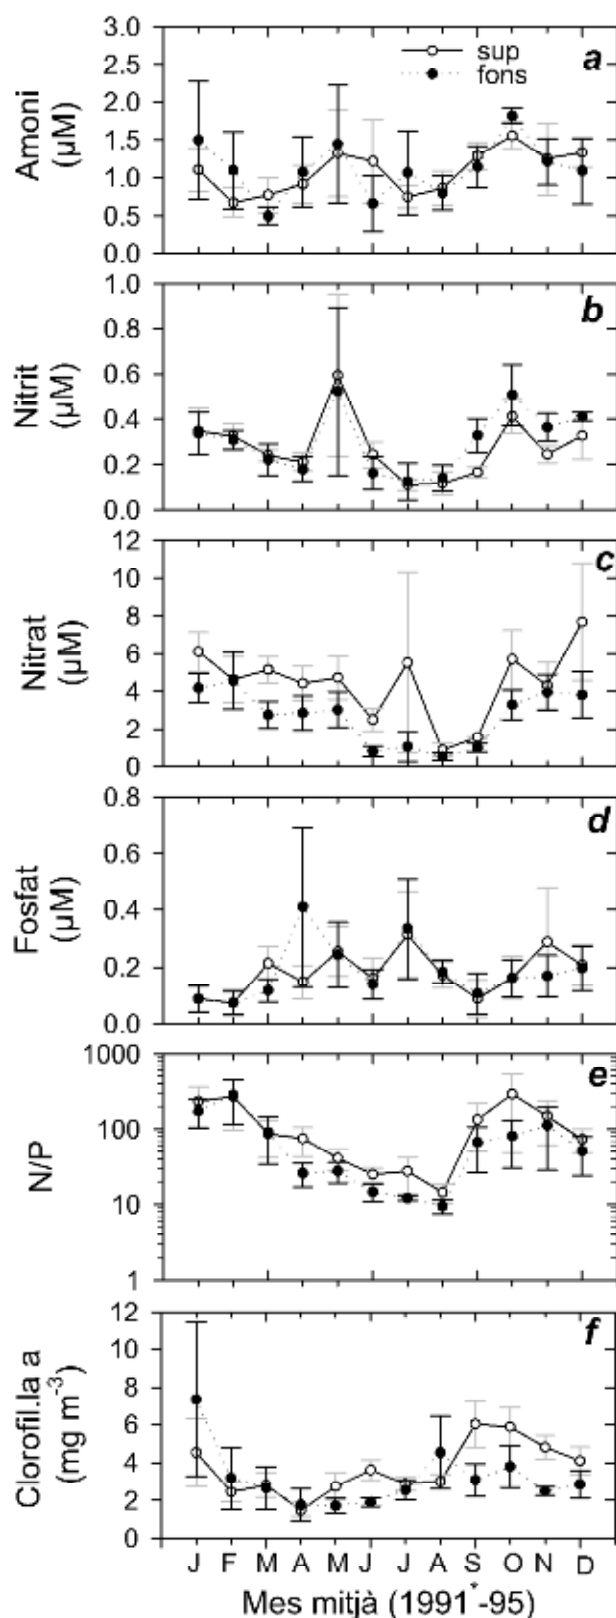 a
sup
fons
3.0
2.5
2.0
1.5
1.0
0.5
0.0
Amoni
(µM)
b
1.0
0.8
0.6
0.4
0.2
0.0
Nitrit
(µM)
c
12
10
8
6
4
2
0
Nitrat
(µM)
d
0.8
0.6
0.4
0.2
0.0
Fosfat
(µM)
e
1000
100
10
1
N/P
f
12
10
8
6
4
2
0
Clorofil.la a
(mg m-3)
J F M A M J J A S O N D
Mes mitjà (1991*-95)